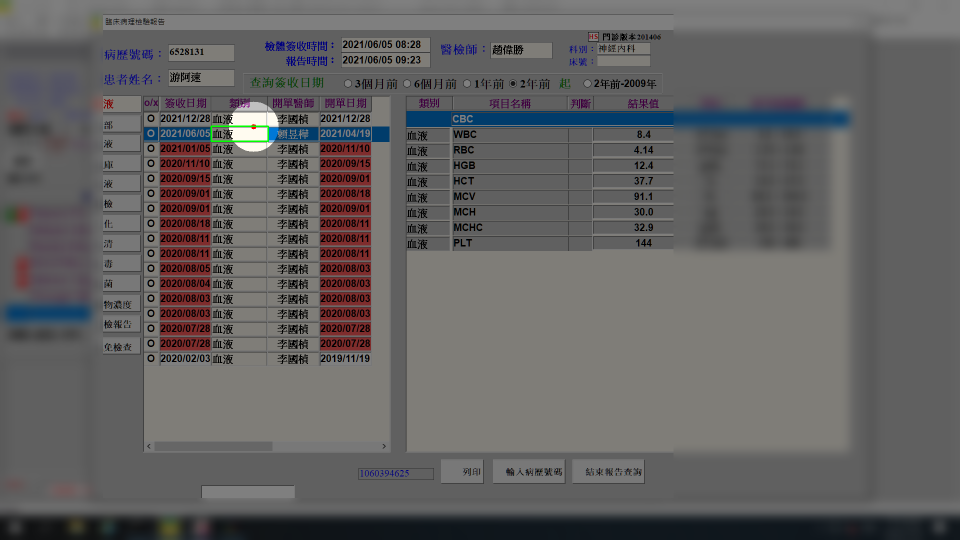 臨床病理檢驗報告
HS 門診版本201406
病歷號碼： 6528131 檢體簽收時間： 2021/06/05 08:28 醫檢師： 趙偉勝 科別： 神經內科
報告時間： 2021/06/05 09:23 床號：
患者姓名： 游阿速 查詢簽收日期 3個月前 6個月前 1年前 2年前 起 2年前-2009年
液
部
液
庫
液
檢
化
清
毒
菌
物濃度
檢報告
免檢查
o/x 簽收日期 類別 開單醫師 開單日期
O 2021/12/28 血液 李國楨 2021/12/28
O 2021/06/05 血液 2021/04/19
O 2021/01/05 血液 李國楨 2020/11/10
O 2020/11/10 血液 李國楨 2020/09/15
O 2020/09/15 血液 李國楨 2020/09/01
O 2020/09/01 血液 李國楨 2020/08/18
O 2020/09/01 血液 李國楨 2020/09/01
O 2020/08/18 血液 李國楨 2020/08/11
O 2020/08/11 血液 李國楨 2020/08/11
O 2020/08/11 血液 李國楨 2020/08/11
O 2020/08/05 血液 李國楨 2020/08/03
O 2020/08/04 血液 李國楨 2020/08/03
O 2020/08/03 血液 李國楨 2020/08/03
O 2020/08/03 血液 李國楨 2020/08/03
O 2020/07/28 血液 李國楨 2020/07/28
O 2020/07/28 血液 李國楨 2020/07/28
O 2020/02/03 血液 李國楨 2019/11/19
類別 項目名稱 判斷 結果值
CBC
血液 WBC 8.4
血液 RBC 4.14
血液 HGB 12.4
血液 HCT 37.7
血液 MCV 91.1
血液 MCH 30.0
血液 MCHC 32.9
血液 PLT 144
1060394625 列印 輸入病歷號碼 結束報告查詢